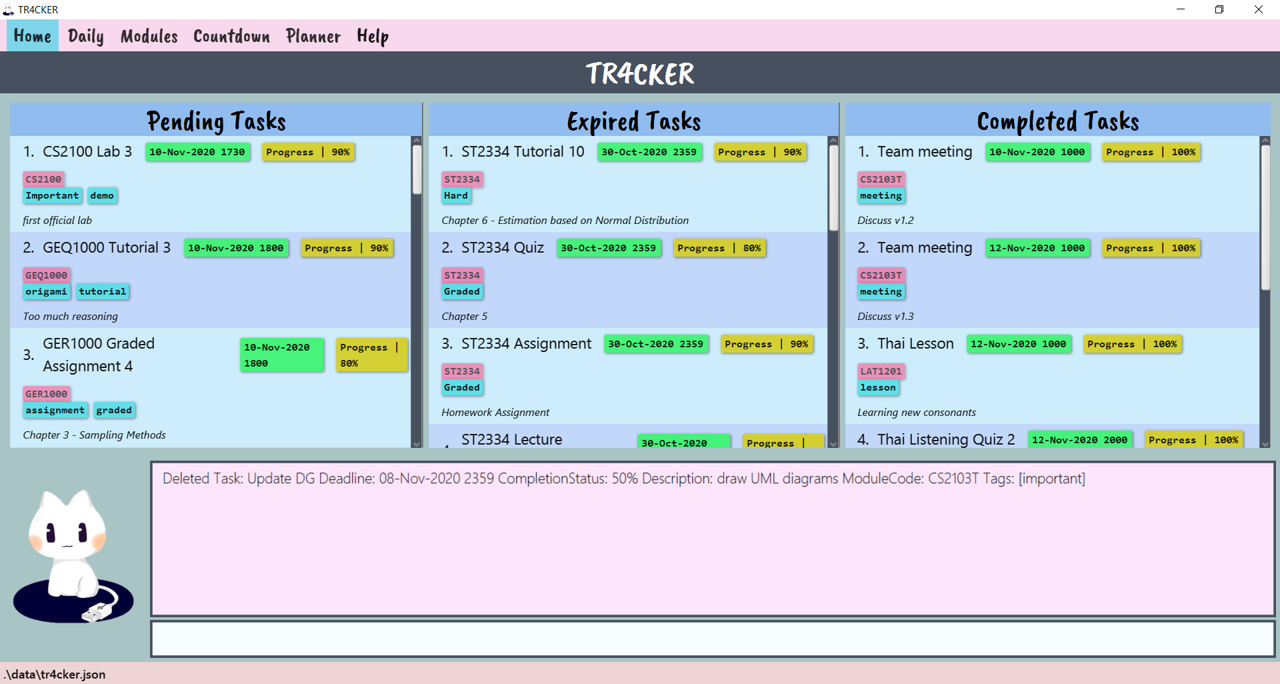 TR4CKER
Home Daily Modules Countdown Planner Help
TR4CKER
Pending Tasks
1. CS2100 Lab 3 10-Nov-2020 1730 Progress | 90%
CS2100
Important demo
first official lab
2. GEQ1000 Tutorial 3 10-Nov-2020 1800 Progress | 90%
GEQ1000
origami tutorial
Too much reasoning
3. GER1000 Graded
Assignment 4
10-Nov-2020
1800
Progress |
80%
GER1000
assignment graded
Chapter 3 - Sampling Methods
Expired Tasks
1. ST2334 Tutorial 10 30-Oct-2020 2359 Progress | 90%
ST2334
Hard
Chapter 6 - Estimation based on Normal Distribution
2. ST2334 Quiz 30-Oct-2020 2359 Progress | 80%
ST2334
Graded
Chapter 5
3. ST2334 Assignment 30-Oct-2020 2359 Progress | 90%
ST2334
Graded
Homework Assignment
ST2334 Lecture 30-Oct-2020 Progress |
Completed Tasks
1. Team meeting 10-Nov-2020 1000 Progress | 100%
CS2103T
meeting
Discuss v1.2
2. Team meeting 12-Nov-2020 1000 Progress | 100%
CS2103T
meeting
Discuss v1.3
3. Thai Lesson 12-Nov-2020 1000 Progress | 100%
LAT1201
lesson
Learning new consonants
4. Thai Listening Quiz 2 12-Nov-2020 2000 Progress | 100%
Deleted Task: Update DG Deadline: 08-Nov-2020 2359 CompletionStatus: 50% Description: draw UML diagrams ModuleCode: CS2103T Tags: [important]
.\data\tr4cker.json